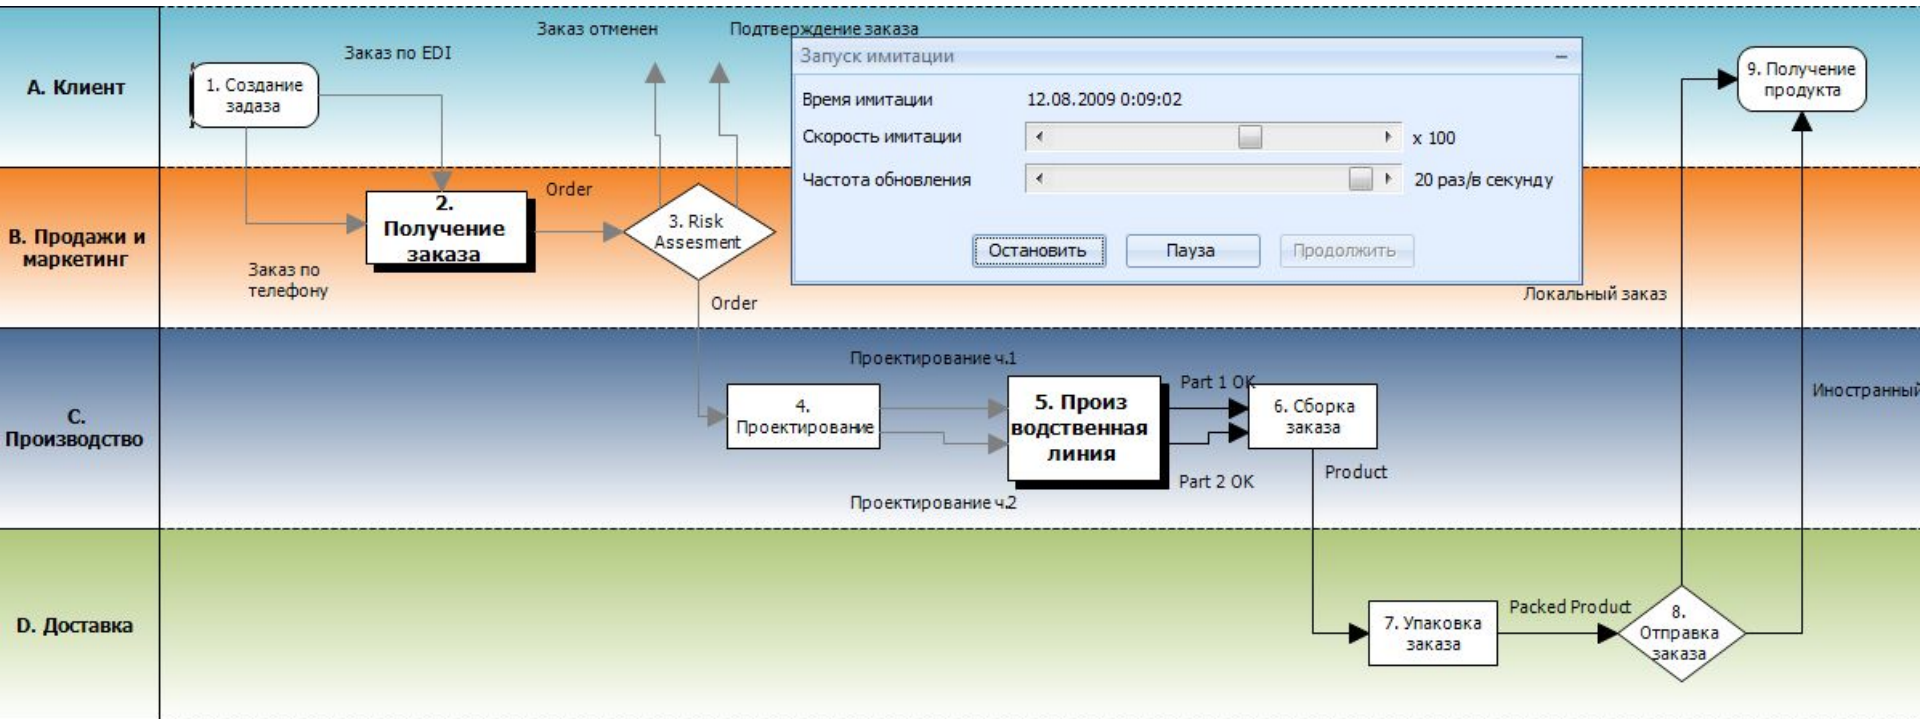 Заказ отменен
Подтверждение заказа
Заказ по EDI
А. Клиент
1. Создание
задаза
Запуск имитации
Время имитации
12.08.2009 0:09:02
Скорость имитации
x 100
Частота обновления
20 раз/в секунду
Остановить
Пауза
Продолжить
9. Получение
продукта
В. Продажи и
маркетинг
2.
Получение
заказа
Order
3. Risk
Assesment
Заказ по
телефону
Order
Локальный заказ
С.
Производство
Проектирование ч.1
4.
Проектирование
5. Произ
водственная
линия
Part 1 OK
6. Сборка
заказа
Иностранный
Part 2 OK
Product
Проектирование ч.2
D. Доставка
7. Упаковка
заказа
Packed Product
8.
Отправка
заказа